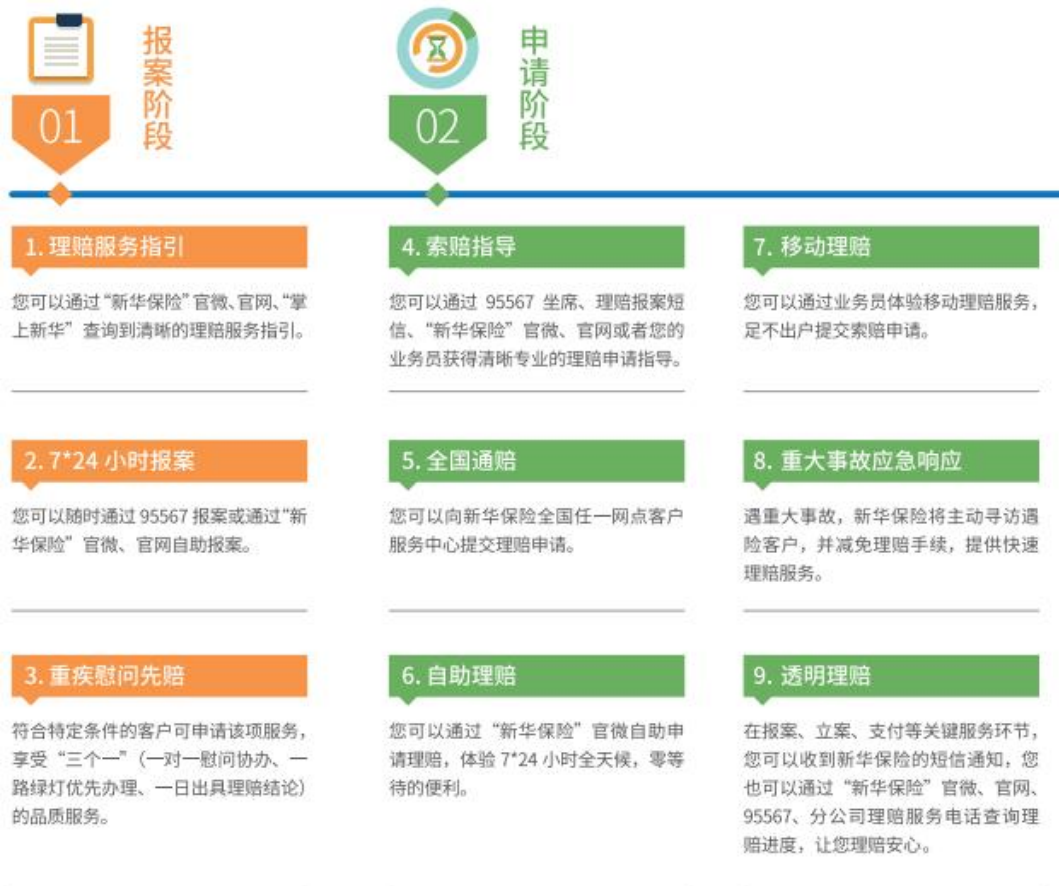 01
报案阶段
1. 理赔服务指引
您可以通过“新华保险”官微、官网、“掌
上新华”查询到清晰的理赔服务指引。
2. 7*24 小时报案
您可以随时通过 95567 报案或通过“新
华保险”官微、官网自助报案。
3. 重疾慰问先赔
符合特定条件的客户可申请该项服务，
享受“三个一”（一对一慰问协办、一
路绿灯优先办理、一日出具理赔结论）
的品质服务。
02
申请阶段
4. 索赔指导
您可以通过 95567 坐席、理赔报案短
信、“新华保险”官微、官网或者您的
业务员获得清晰专业的理赔申请指导。
5. 全国通赔
您可以向新华保险全国任一网点客户
服务中心提交理赔申请。
6. 自助理赔
您可以通过“新华保险”官微自助申
请理赔，体验 7*24 小时全天候，零等
待的便利。
7. 移动理赔
您可以通过业务员体验移动理赔服务，
足不出户提交索赔申请。
8. 重大事故应急响应
遇重大事故，新华保险将主动寻访遇
险客户，并减免理赔手续，提供快速
理赔服务。
9. 透明理赔
在报案、立案、支付等关键服务环节，
您可以收到新华保险的短信通知，您
也可以通过“新华保险”官微、官网、
95567、分公司理赔服务电话查询理
赔进度，让您理赔安心。